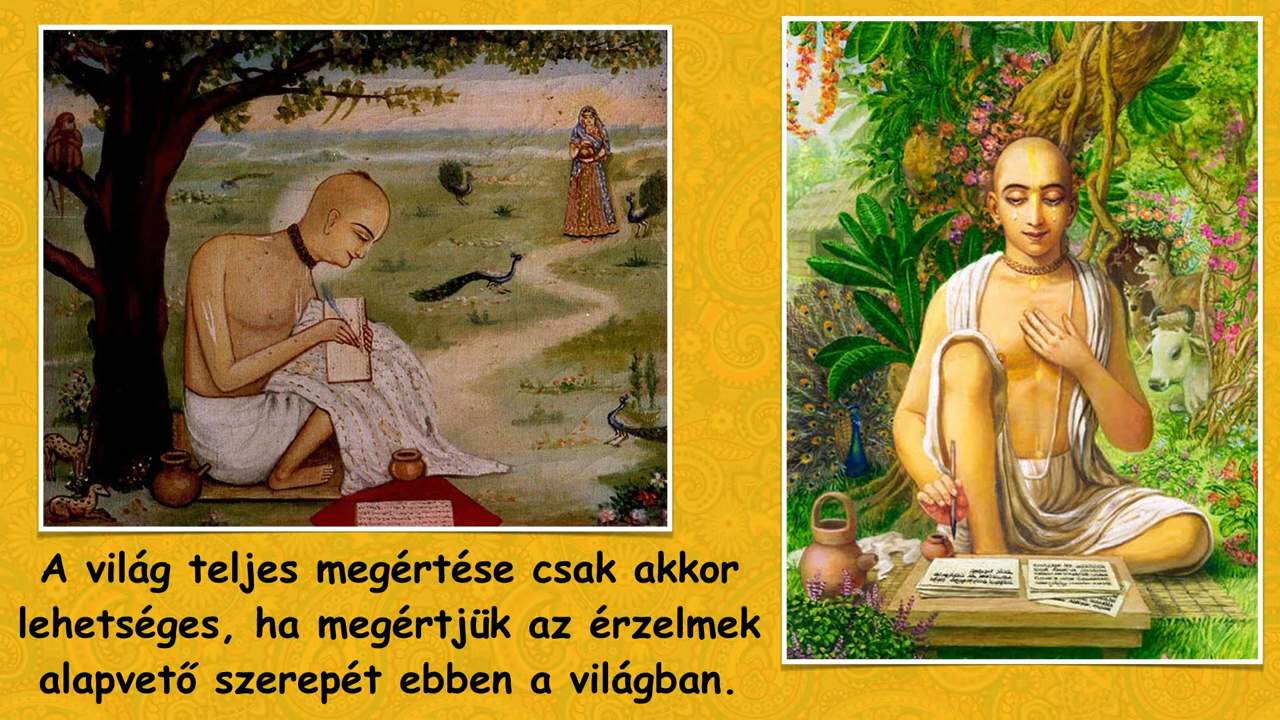 A világ teljes megértése csak akkor
lehetséges, ha megértjük az érzelmek
alapvető szerepét ebben a világban.